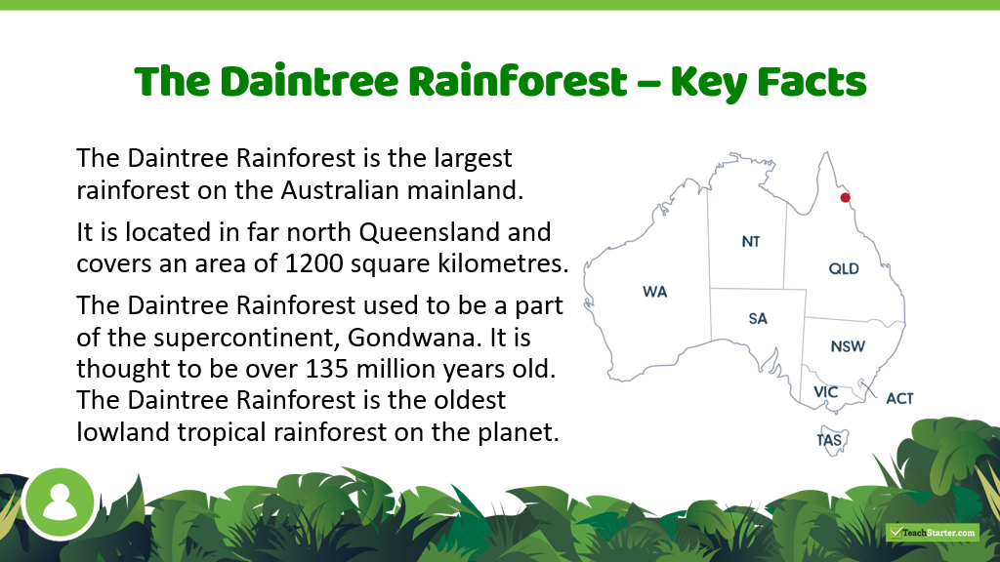 The Daintree Rainforest – Key Facts
The Daintree Rainforest is the largest
rainforest on the Australian mainland.
It is located in far north Queensland and
covers an area of 1200 square kilometres.
The Daintree Rainforest used to be a part
of the supercontinent, Gondwana. It is
thought to be over 135 million years old.
The Daintree Rainforest is the oldest
lowland tropical rainforest on the planet.
NT
QLD
WA
SA
NSW
VIC
ACT
TAS
TeachStarter.com